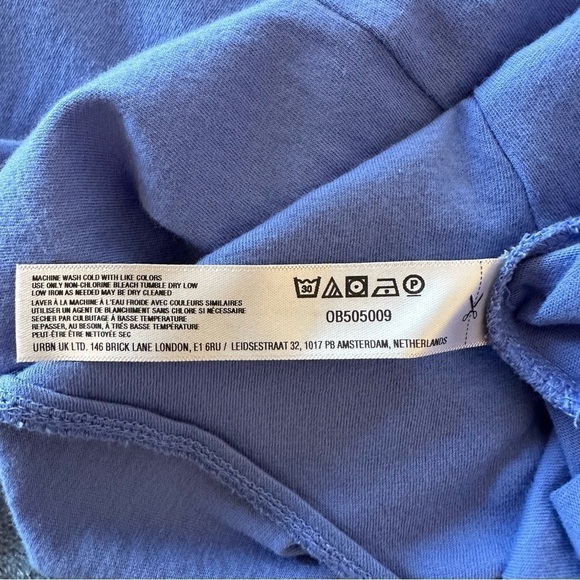 MACHINE WASH COLD WITH LIKE COLORS
USE ONLY NON-CHLORINE BLEACH TUMBLE DRY LOW
LOW IRON AS NEEDED MAY BE DRY CLEANED
LAVER À LA MACHINE À L'EAU FROIDE AVEC COULEURS SIMILAIRES
UTILISER UN AGENT DE BLANCHIMENT SANS CHLORE SI NÉCESSAIRE
SECHER PAR CULBUTAGE À BASSE TEMPÉRATURE
REPASSER, AU BESOIN, À TRÉS BASSE TEMPÉRATURE
PEUT-ÊTRE ÊTRE NETTOYÉE SEC
30 P
0B505009
URBN UK LTD. 146 BRICK LANE LONDON, E1 6RU / LEIDSESTRAAT 32, 1017 PB AMSTERDAM, NETHERLANDS